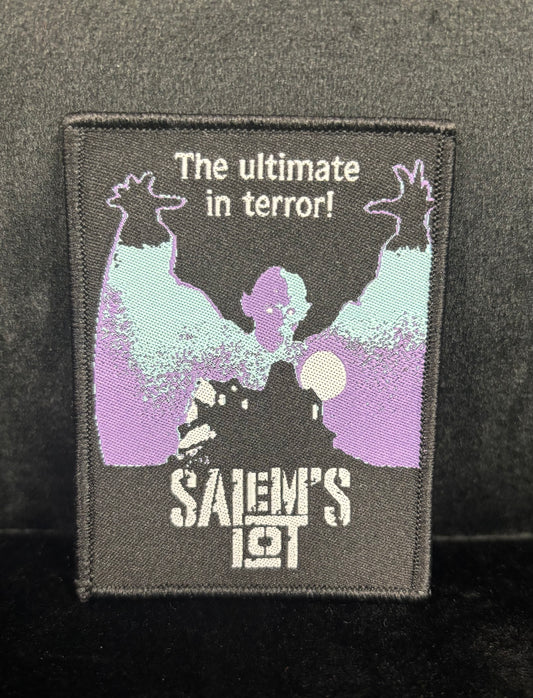 The ultimate
in terror!
SALEM'S
LOT